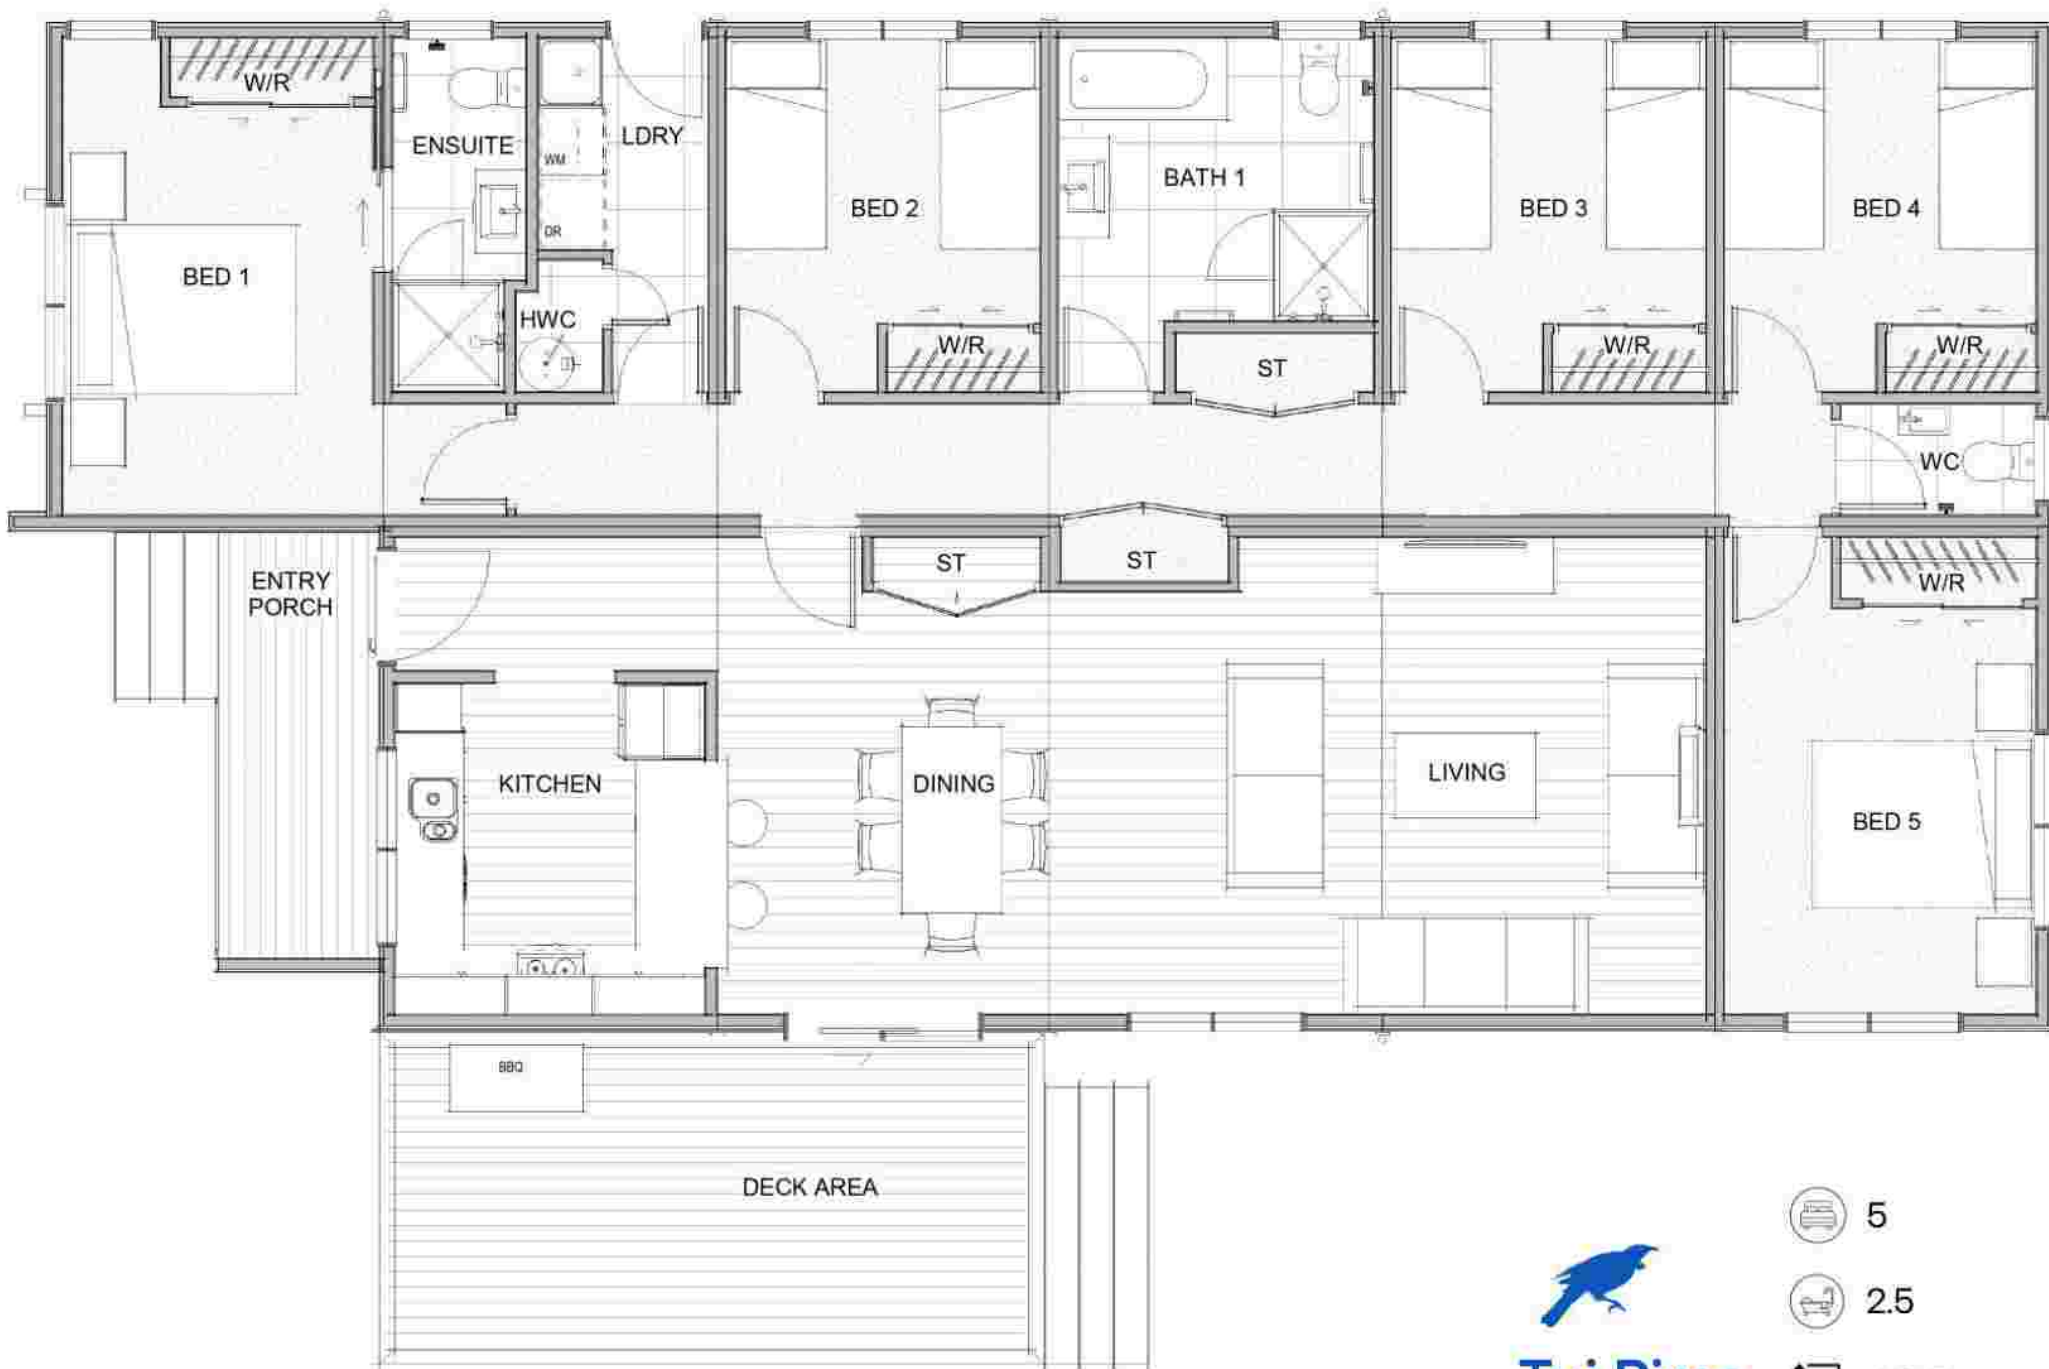 W/R
ENSUITE
LDRY
WM
DR
BED 1
HWC
BED 2
W/R
BATH 1
ST
BED 3
W/R
BED 4
W/R
WC
ENTRY
PORCH
ST
ST
W/R
KITCHEN
DINING
LIVING
BED 5
BBQ
DECK AREA
5
2.5